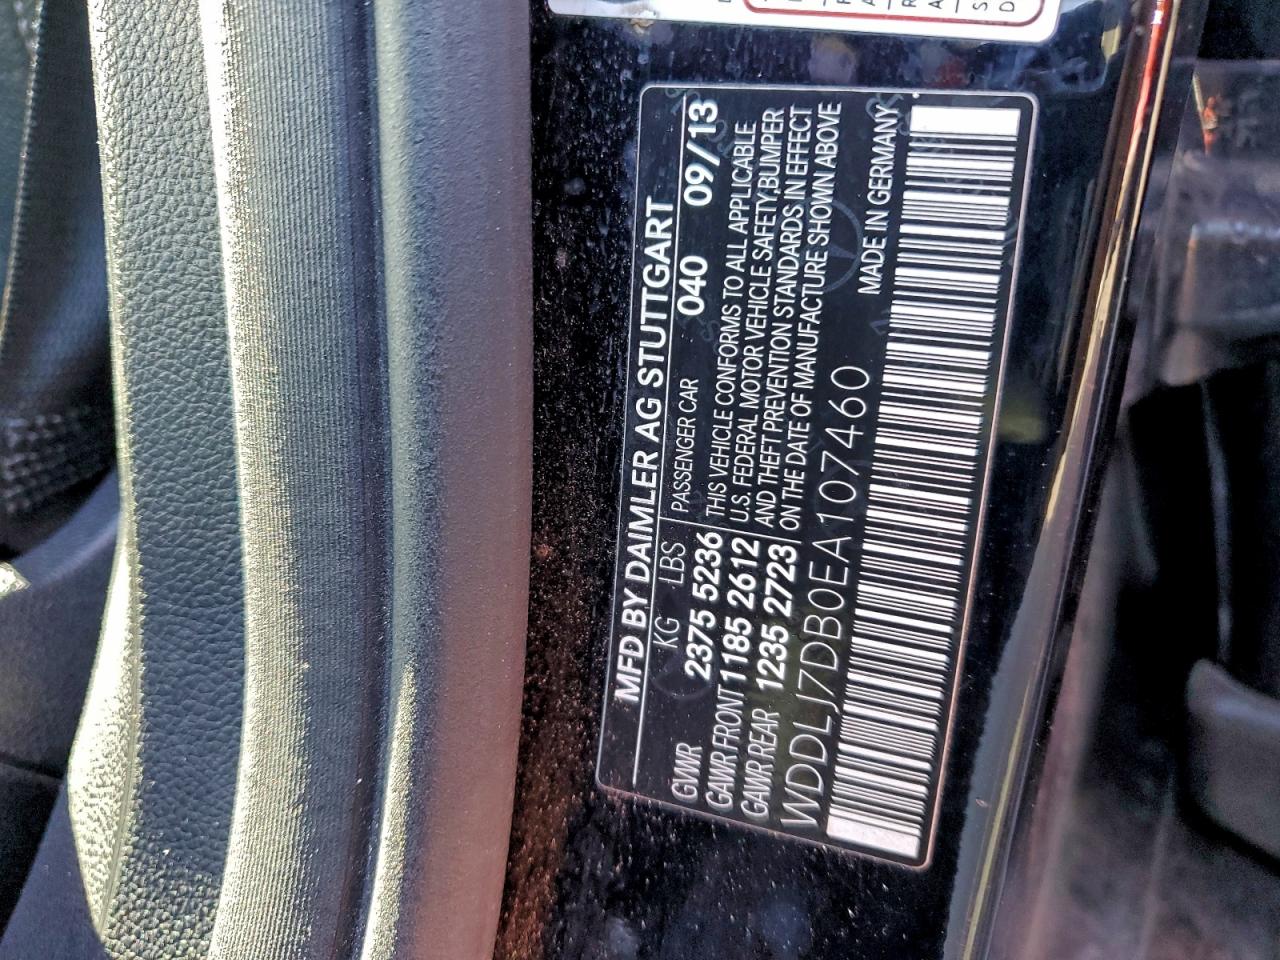 MFD BY DAIMLER AG STUTTGART
KG LBS PASSENGER CAR 040 09/13
GVWR 2375 5236
GAWR FRONT 1185 2612
GAWR REAR 1235 2723
THIS VEHICLE CONFORMS TO ALL APPLICABLE
U.S. FEDERAL MOTOR VEHICLE SAFETY, BUMPER
AND THEFT PREVENTION STANDARDS IN EFFECT
ON THE DATE OF MANUFACTURE SHOWN ABOVE
WDDLJ7DB0EA107460 MADE IN GERMANY